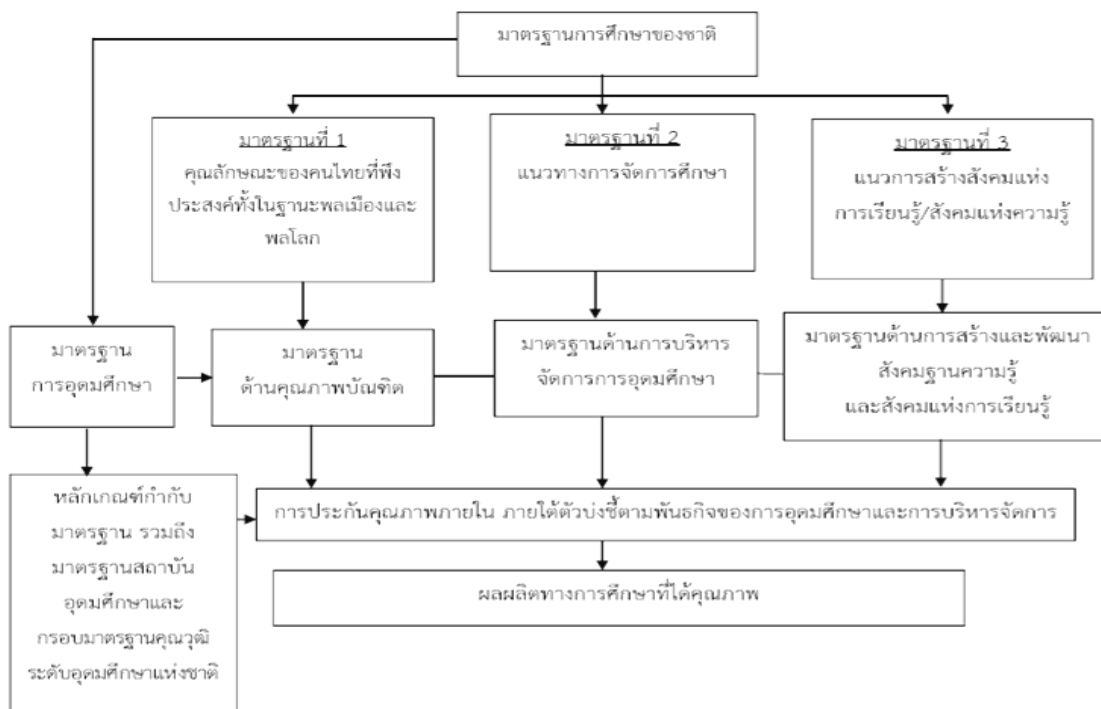 มาตรฐานการศึกษาของชาติ
มาตรฐานที่ 1
คุณลักษณะของคนไทยที่พึง
ประสงค์ทั้งในฐานะพลเมืองและ
พลโลก
มาตรฐานที่ 2
แนวทางการจัดการศึกษา
มาตรฐานที่ 3
แนวการสร้างสังคมแห่ง
การเรียนรู้/สังคมแห่งความรู้
มาตรฐาน
การอุดมศึกษา
มาตรฐาน
ด้านคุณภาพบัณฑิต
มาตรฐานด้านการบริหาร
จัดการการอุดมศึกษา
มาตรฐานด้านการสร้างและพัฒนา
สังคมฐานความรู้
และสังคมแห่งการเรียนรู้
หลักเกณฑ์กำกับ
มาตรฐาน รวมถึง
มาตรฐานสถาบัน
อุดมศึกษาและ
กรอบมาตรฐานคุณวุฒิ
ระดับอุดมศึกษาแห่งชาติ
การประกันคุณภาพภายใน ภายใต้ตัวบ่งชี้ตามพันธกิจของการอุดมศึกษาและการบริหารจัดการ
ผลผลิตทางการศึกษาที่ได้คุณภาพ